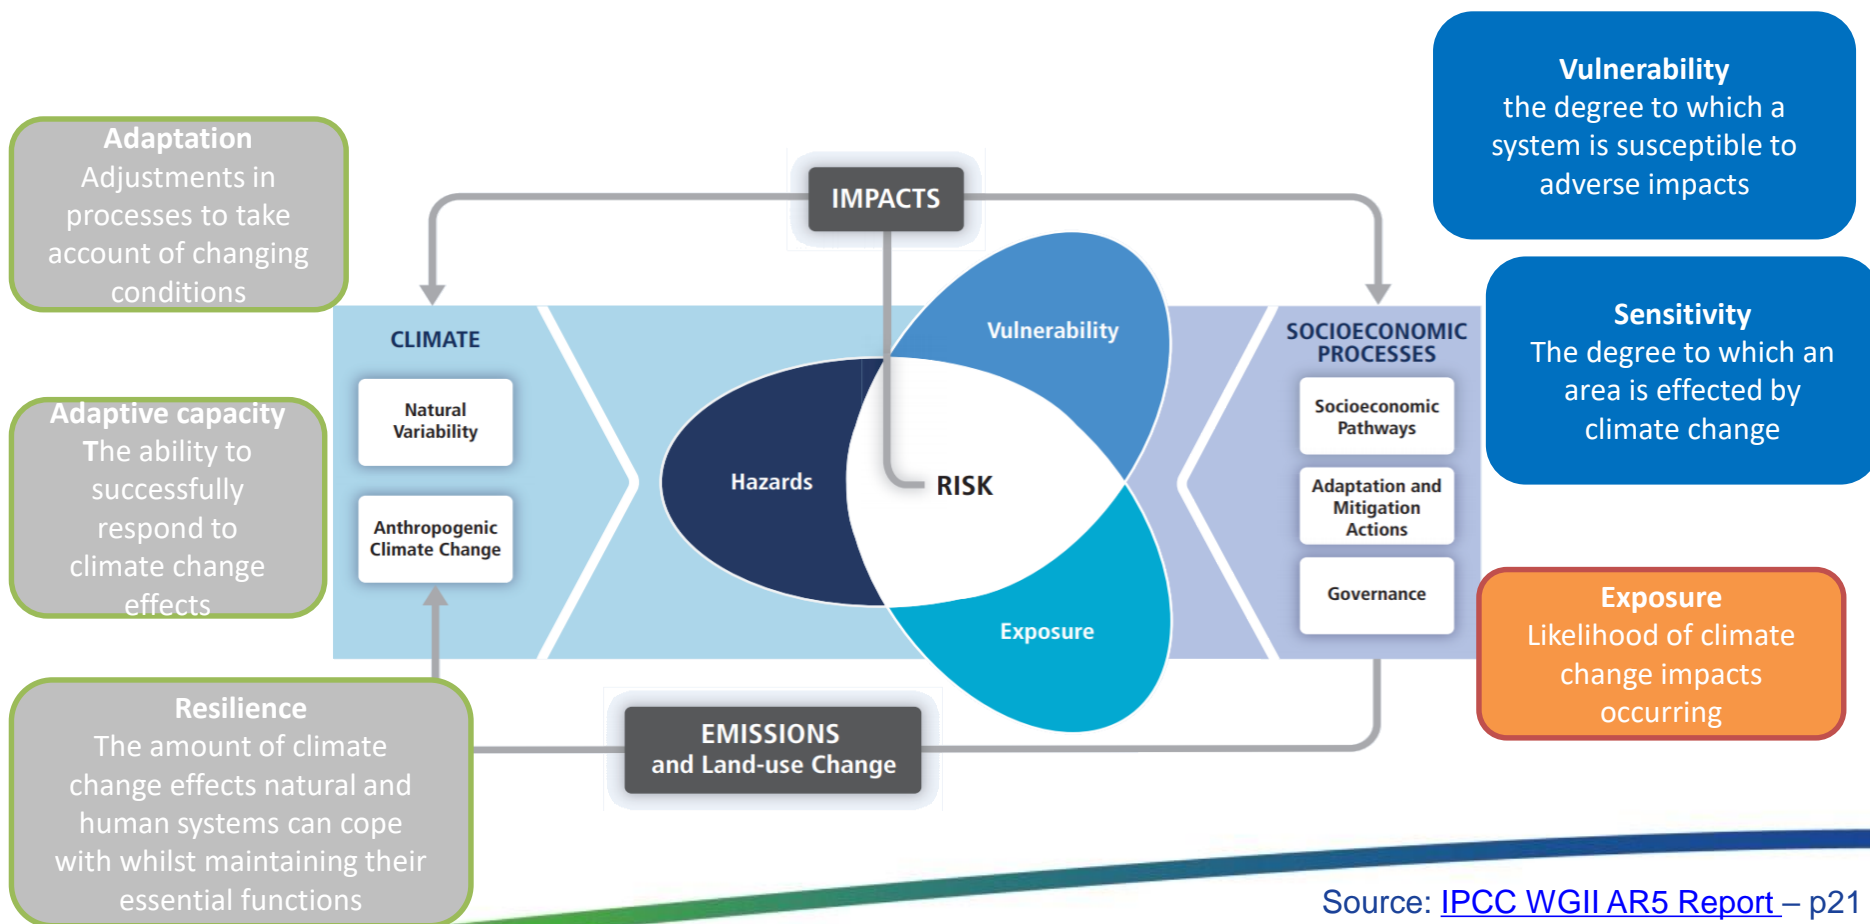 Adaptation
Adjustments in
processes to take
account of changing
conditions
Adaptive capacity
The ability to
successfully
respond to
climate change
effects
Resilience
The amount of climate
change effects natural and
human systems can cope
with whilst maintaining their
essential functions
IMPACTS
CLIMATE
Natural
Variability
Anthropogenic
Climate Change
Vulnerability
Hazards
RISK
Exposure
SOCIOECONOMIC
PROCESSES
Socioeconomic
Pathways
Adaptation and
Mitigation
Actions
Governance
EMISSIONS
and Land-use Change
Vulnerability
the degree to which a
system is susceptible to
adverse impacts
Sensitivity
The degree to which an
area is effected by
climate change
Exposure
Likelihood of climate
change impacts
occurring
Source: IPCC WGII AR5 Report – p21